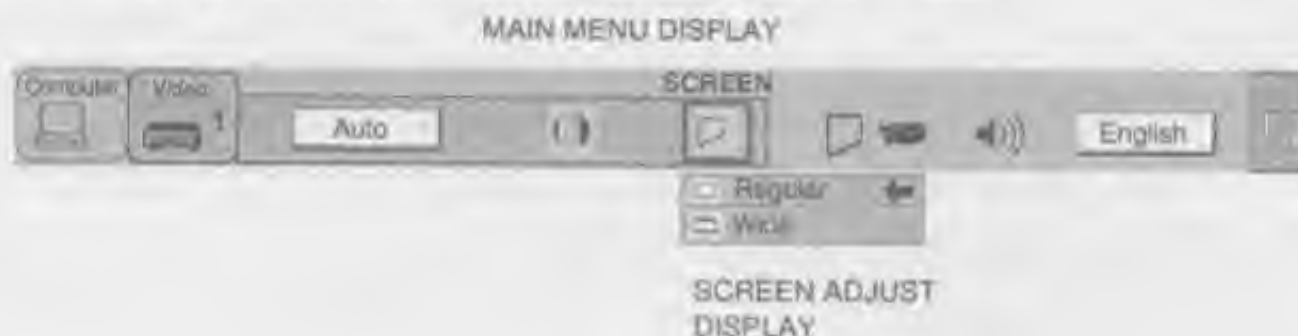 MAIN MENU DISPLAY
SCREEN
Computer Video
1 Auto English
Regular
Wide
SCREEN ADJUST
DISPLAY